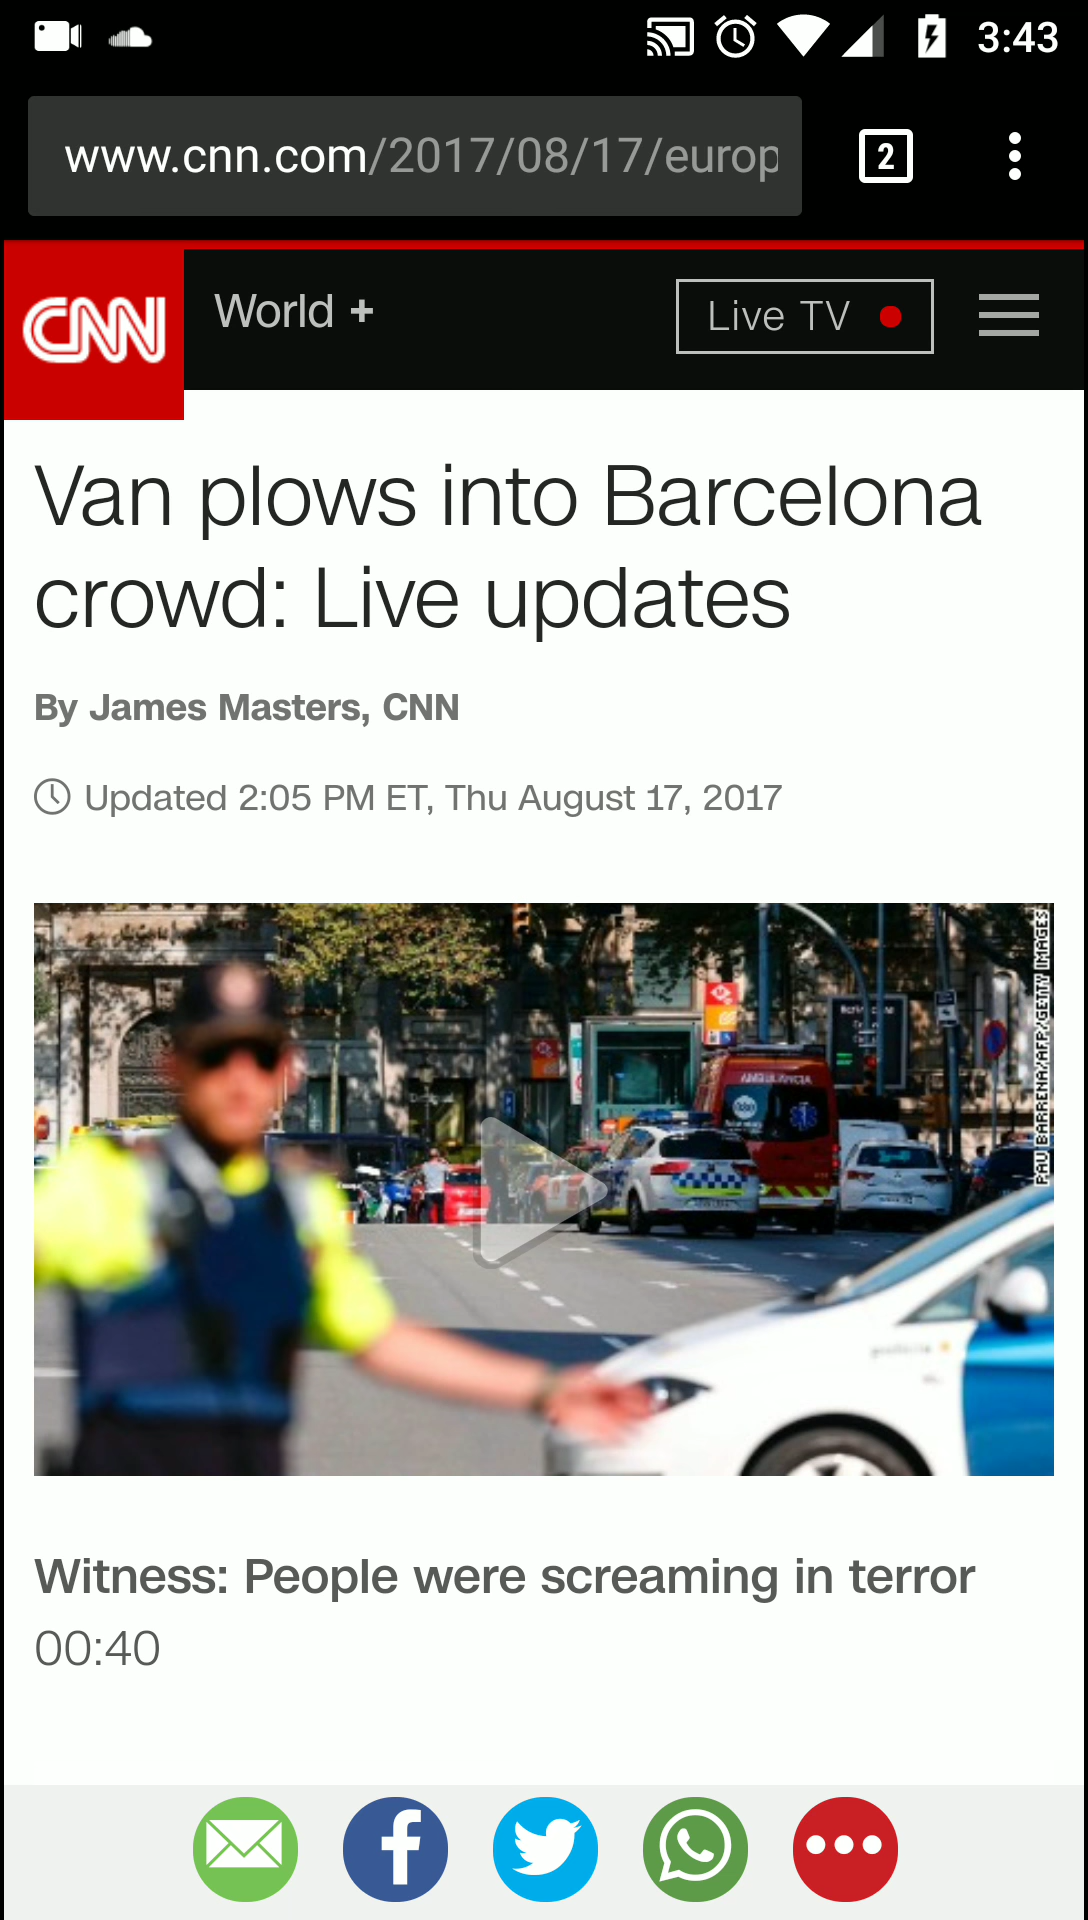 3:43
www.cnn.com/2017/08/17/europ
2
CNN
World +
Live TV
Van plows into Barcelona
crowd: Live updates
By James Masters, CNN
Updated 2:05 PM ET, Thu August 17, 2017
PAU BARRENA/AFP/GETTY IMAGES
AMBULÀNCIA
Witness: People were screaming in terror
00:40